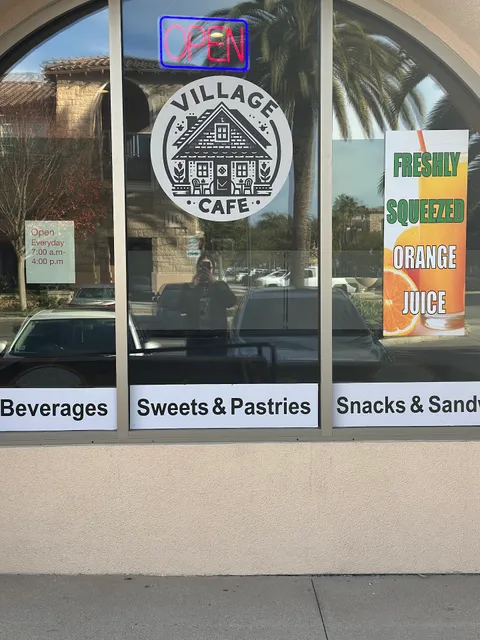 OPEN
VILLAGE
CAFE
Open
Everyday
7:00 a.m-
4:00 p.m
FRESHLY
SQUEEZED
ORANGE
JUICE
Beverages
Sweets & Pastries
Snacks & Sandw